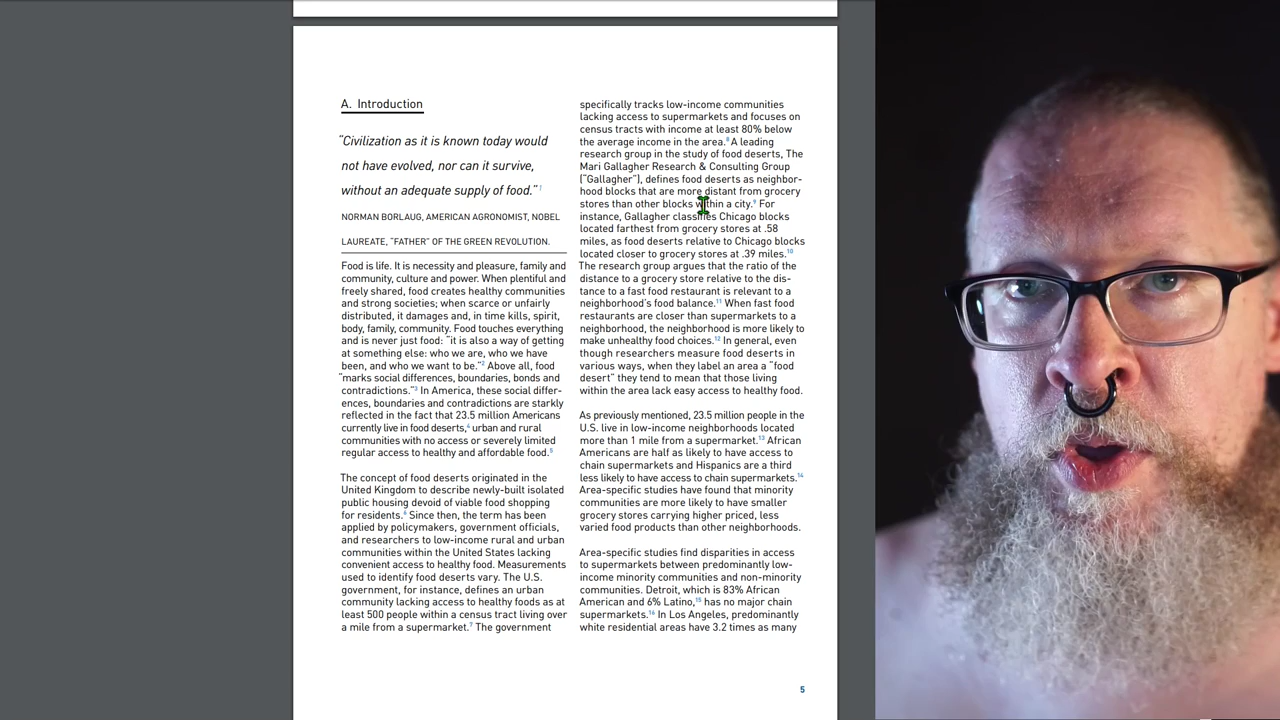 A. Introduction
"Civilization as it is known today would
not have evolved, nor can it survive,
without an adequate supply of food." 1
NORMAN BORLAUG, AMERICAN AGRONOMIST, NOBEL
LAUREATE, "FATHER" OF THE GREEN REVOLUTION.
Food is life. It is necessity and pleasure, family and
community, culture and power. When plentiful and
freely shared, food creates healthy communities
and strong societies; when scarce or unfairly
distributed, it damages and, in time kills, spirit,
body, family, community. Food touches everything
and is never just food: "it is also a way of getting
at something else: who we are, who we have
been, and who we want to be."2 Above all, food
"marks social differences, boundaries, bonds and
contradictions."3 In America, these social differ-
ences, boundaries and contradictions are starkly
reflected in the fact that 23.5 million Americans
currently live in food deserts,4 urban and rural
communities with no access or severely limited
regular access to healthy and affordable food.5
The concept of food deserts originated in the
United Kingdom to describe newly-built isolated
public housing devoid of viable food shopping
for residents.6 Since then, the term has been
applied by policymakers, government officials,
and researchers to low-income rural and urban
communities within the United States lacking
convenient access to healthy food. Measurements
used to identify food deserts vary. The U.S.
government, for instance, defines an urban
community lacking access to healthy foods as at
least 500 people within a census tract living over
a mile from a supermarket.7 The government
specifically tracks low-income communities
lacking access to supermarkets and focuses on
census tracts with income at least 80% below
the average income in the area.8 A leading
research group in the study of food deserts, The
Mari Gallagher Research & Consulting Group
("Gallagher"), defines food deserts as neighbor-
hood blocks that are more distant from grocery
stores than other blocks within a city.9 For
instance, Gallagher classifies Chicago blocks
located farthest from grocery stores at .58
miles, as food deserts relative to Chicago blocks
located closer to grocery stores at .39 miles.10
The research group argues that the ratio of the
distance to a grocery store relative to the dis-
tance to a fast food restaurant is relevant to a
neighborhood's food balance.11 When fast food
restaurants are closer than supermarkets to a
neighborhood, the neighborhood is more likely to
make unhealthy food choices.12 In general, even
though researchers measure food deserts in
various ways, when they label an area a "food
desert" they tend to mean that those living
within the area lack easy access to healthy food.
As previously mentioned, 23.5 million people in the
U.S. live in low-income neighborhoods located
more than 1 mile from a supermarket.13 African
Americans are half as likely to have access to
chain supermarkets and Hispanics are a third
less likely to have access to chain supermarkets.14
Area-specific studies have found that minority
communities are more likely to have smaller
grocery stores carrying higher priced, less
varied food products than other neighborhoods.
Area-specific studies find disparities in access
to supermarkets between predominantly low-
income minority communities and non-minority
communities. Detroit, which is 83% African
American and 6% Latino,15 has no major chain
supermarkets.16 In Los Angeles, predominantly
white residential areas have 3.2 times as many
5